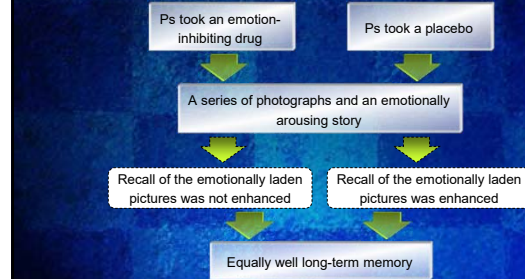 Ps took an emotion-
inhibiting drug
Ps took a placebo
A series of photographs and an emotionally
arousing story
Recall of the emotionally laden
pictures was not enhanced
Recall of the emotionally laden
pictures was enhanced
Equally well long-term memory